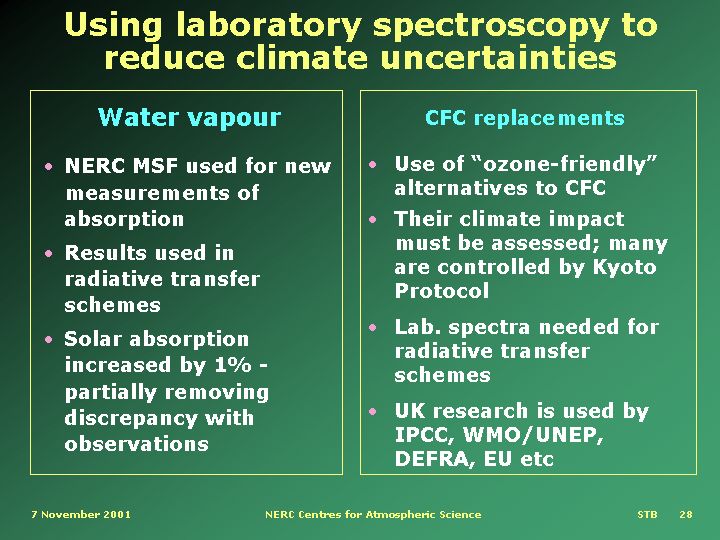 Using laboratory spectroscopy to
reduce climate uncertainties
Water vapour
• NERC MSF used for new
measurements of
absorption
• Results used in
radiative transfer
schemes
• Solar absorption
increased by 1% -
partially removing
discrepancy with
observations
CFC replacements
• Use of “ozone-friendly”
alternatives to CFC
• Their climate impact
must be assessed; many
are controlled by Kyoto
Protocol
• Lab. spectra needed for
radiative transfer
schemes
• UK research is used by
IPCC, WMO/UNEP,
DEFRA, EU etc
7 November 2001 NERC Centres for Atmospheric Science STB 28